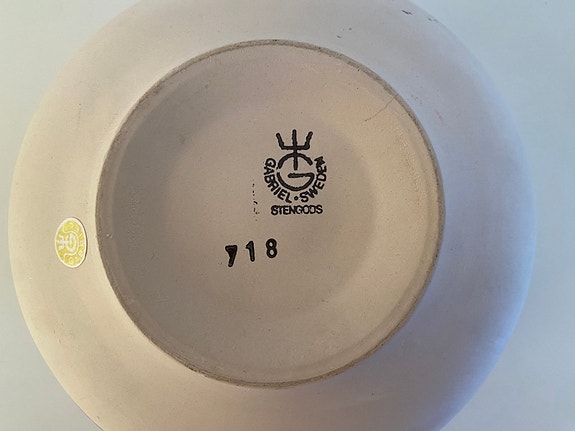 GABRIEL • SWEDEN
STENGODS
718